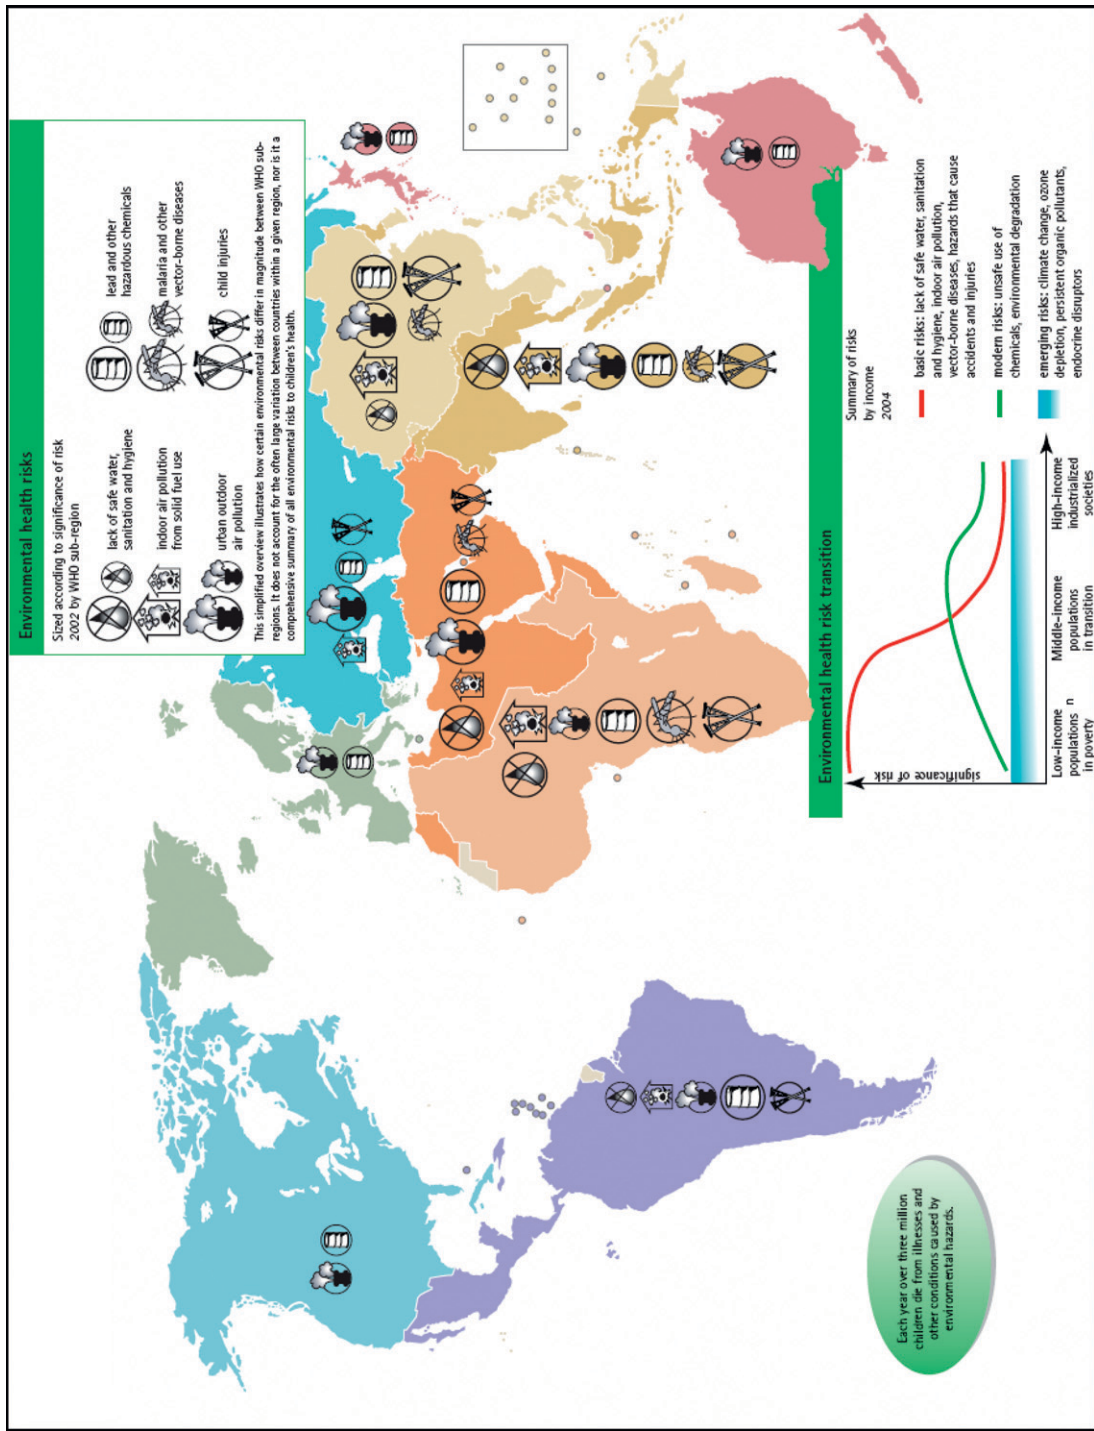 Environmental health risks
Sized according to significance of risk
2002 by WHO sub-region
lack of safe water,
sanitation and hygiene
indoor air pollution
from solid fuel use
urban outdoor
air pollution
lead and other
hazardous chemicals
malaria and other
vector-borne diseases
child injuries
This simplified overview illustrates how certain environmental risks differ in magnitude between WHO sub-
regions. It does not account for the often large variation between countries within a given region, nor is it a
comprehensive summary of all environmental risks to children's health.
Each year over three million
children die from illnesses and
other conditions caused by
environmental hazards.
Environmental health risk transition
significance of risk
Low-income
populations n
in poverty
Middle-income
populations
in transition
High-income
industrialized
societies
Summary of risks
by income
2004
basic risks: lack of safe water, sanitation
and hygiene, indoor air pollution,
vector-borne diseases, hazards that cause
accidents and injuries
modern risks: unsafe use of
chemicals, environmental degradation
emerging risks: climate change, ozone
depletion, persistent organic pollutants,
endocrine disruptors